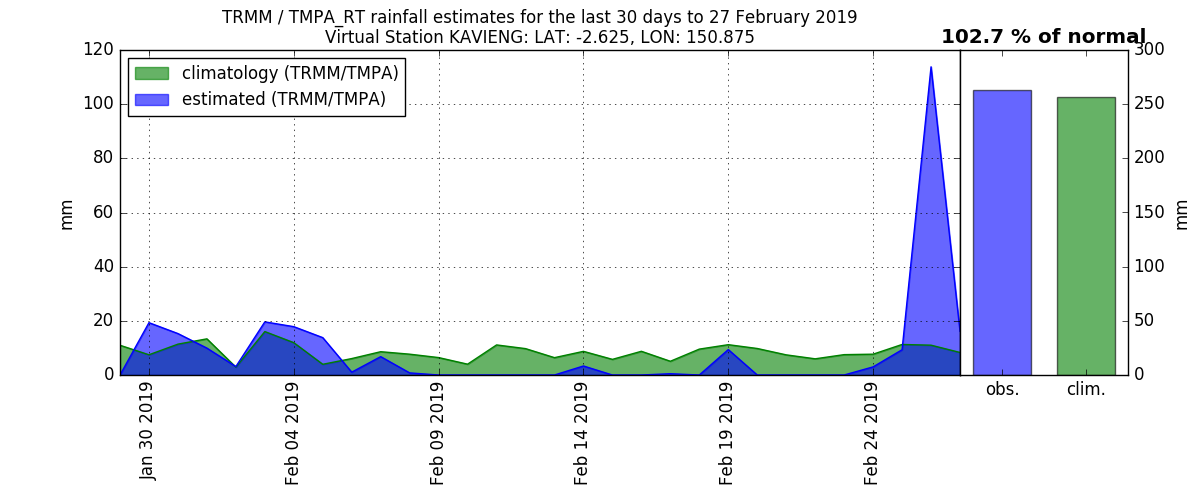 TRMM / TMPA_RT rainfall estimates for the last 30 days to 27 February 2019
Virtual Station KAVIENG: LAT: -2.625, LON: 150.875
102.7 % of normal
climatology (TRMM/TMPA)
estimated (TRMM/TMPA)
120
100
80
60
40
20
0
mm
Jan 30 2019
Feb 04 2019
Feb 09 2019
Feb 14 2019
Feb 19 2019
Feb 24 2019
300
250
200
150
100
50
0
mm
obs.
clim.